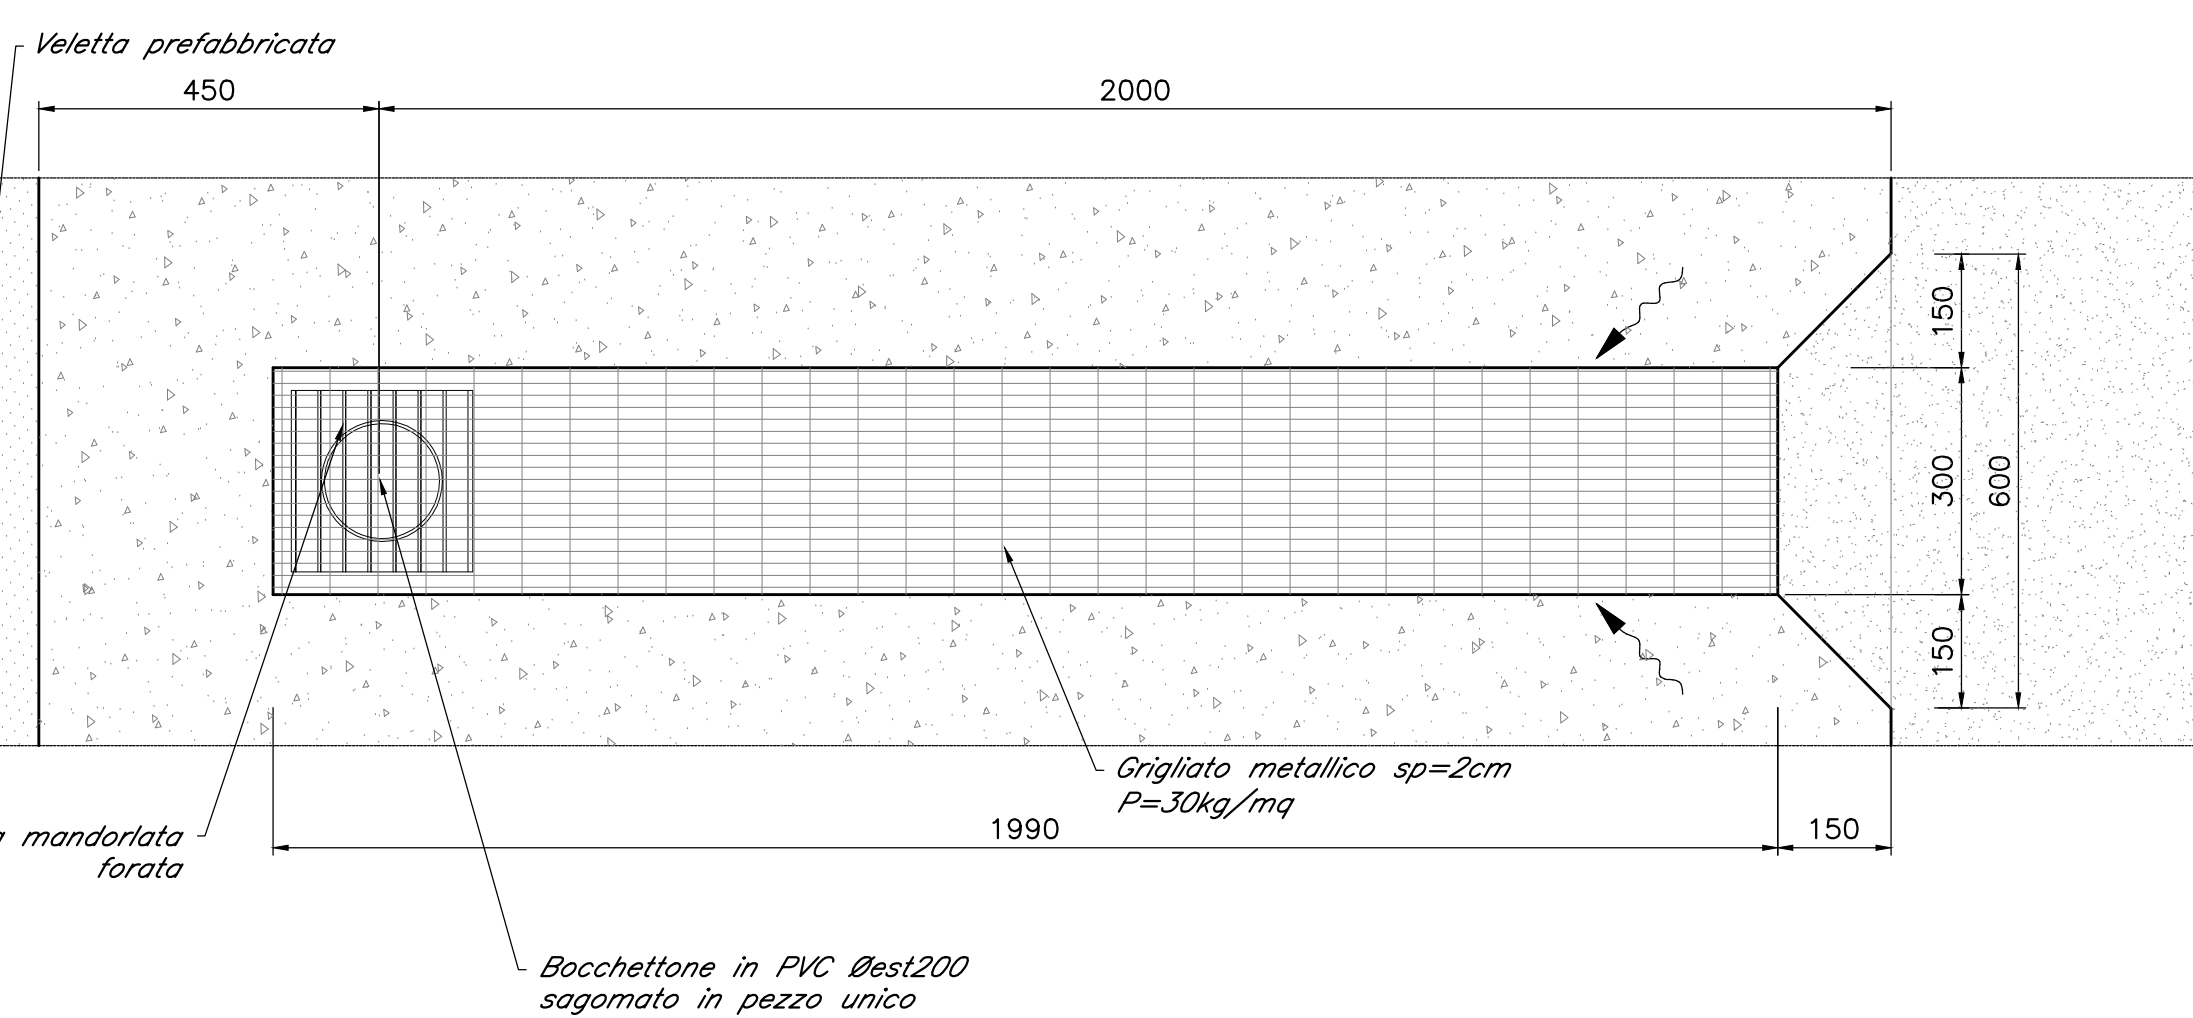 Veletta prefabbricata
450
2000
150
300
600
150
Grigliato metallico sp=2cm
P=30kg/mq
1990
150
mandorlata
forata
Bocchettone in PVC Øest200
sagomato in pezzo unico